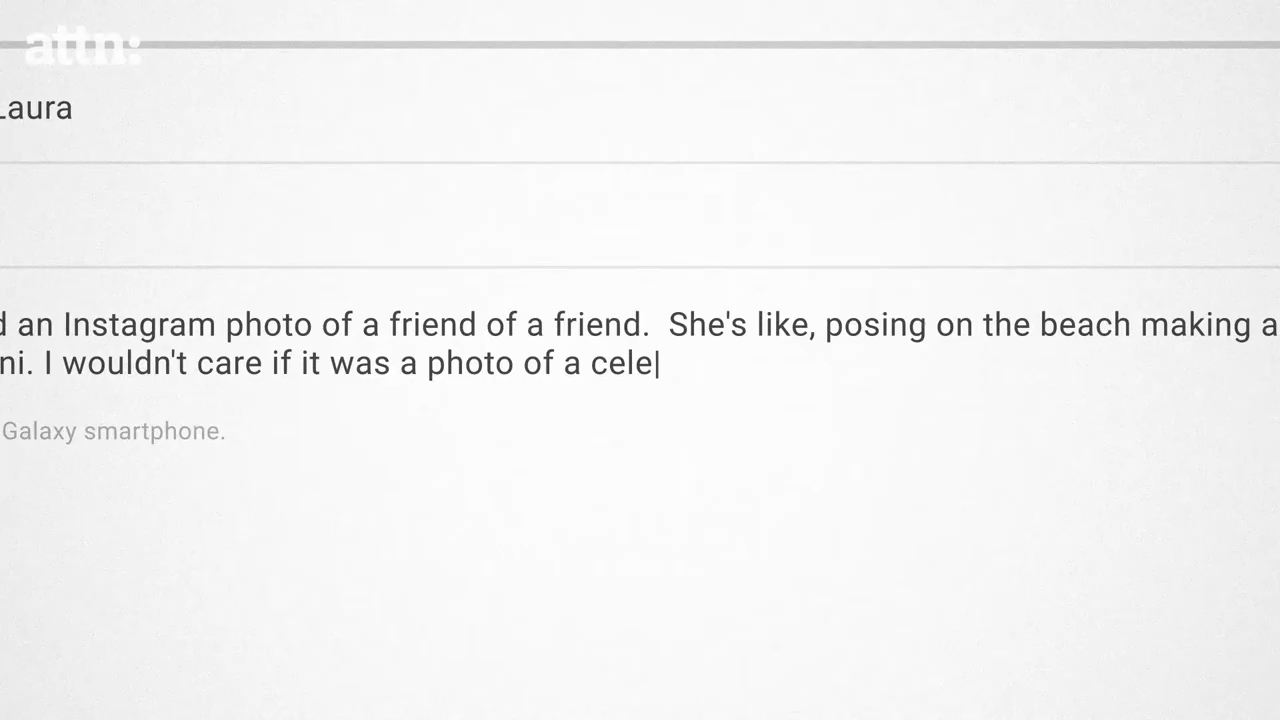 attn:
Laura
d an Instagram photo of a friend of a friend.  She's like, posing on the beach making a
ni. I wouldn't care if it was a photo of a cele
Galaxy smartphone.